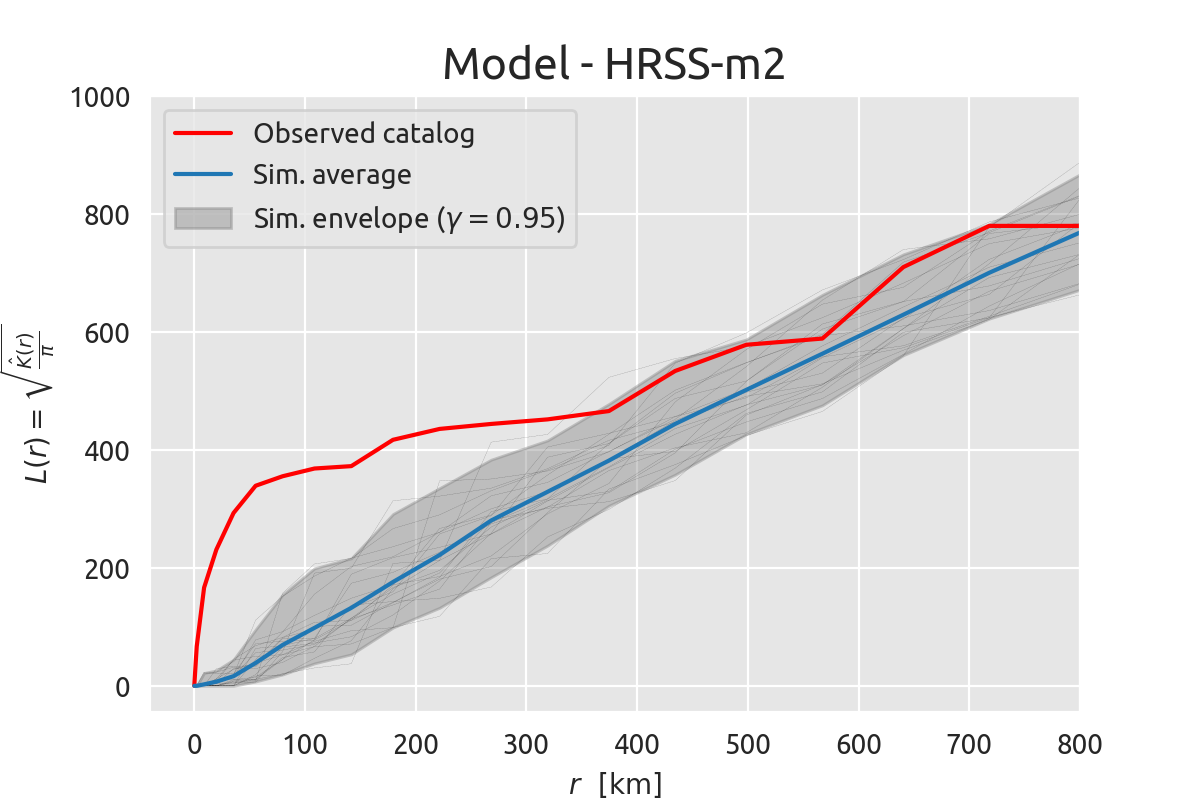 Model - HRSS-m2
1000
800
600
400
200
0
L(r) = √(K̂(r)/π)
Observed catalog
Sim. average
Sim. envelope (γ = 0.95)
0 100 200 300 400 500 600 700 800
r [km]